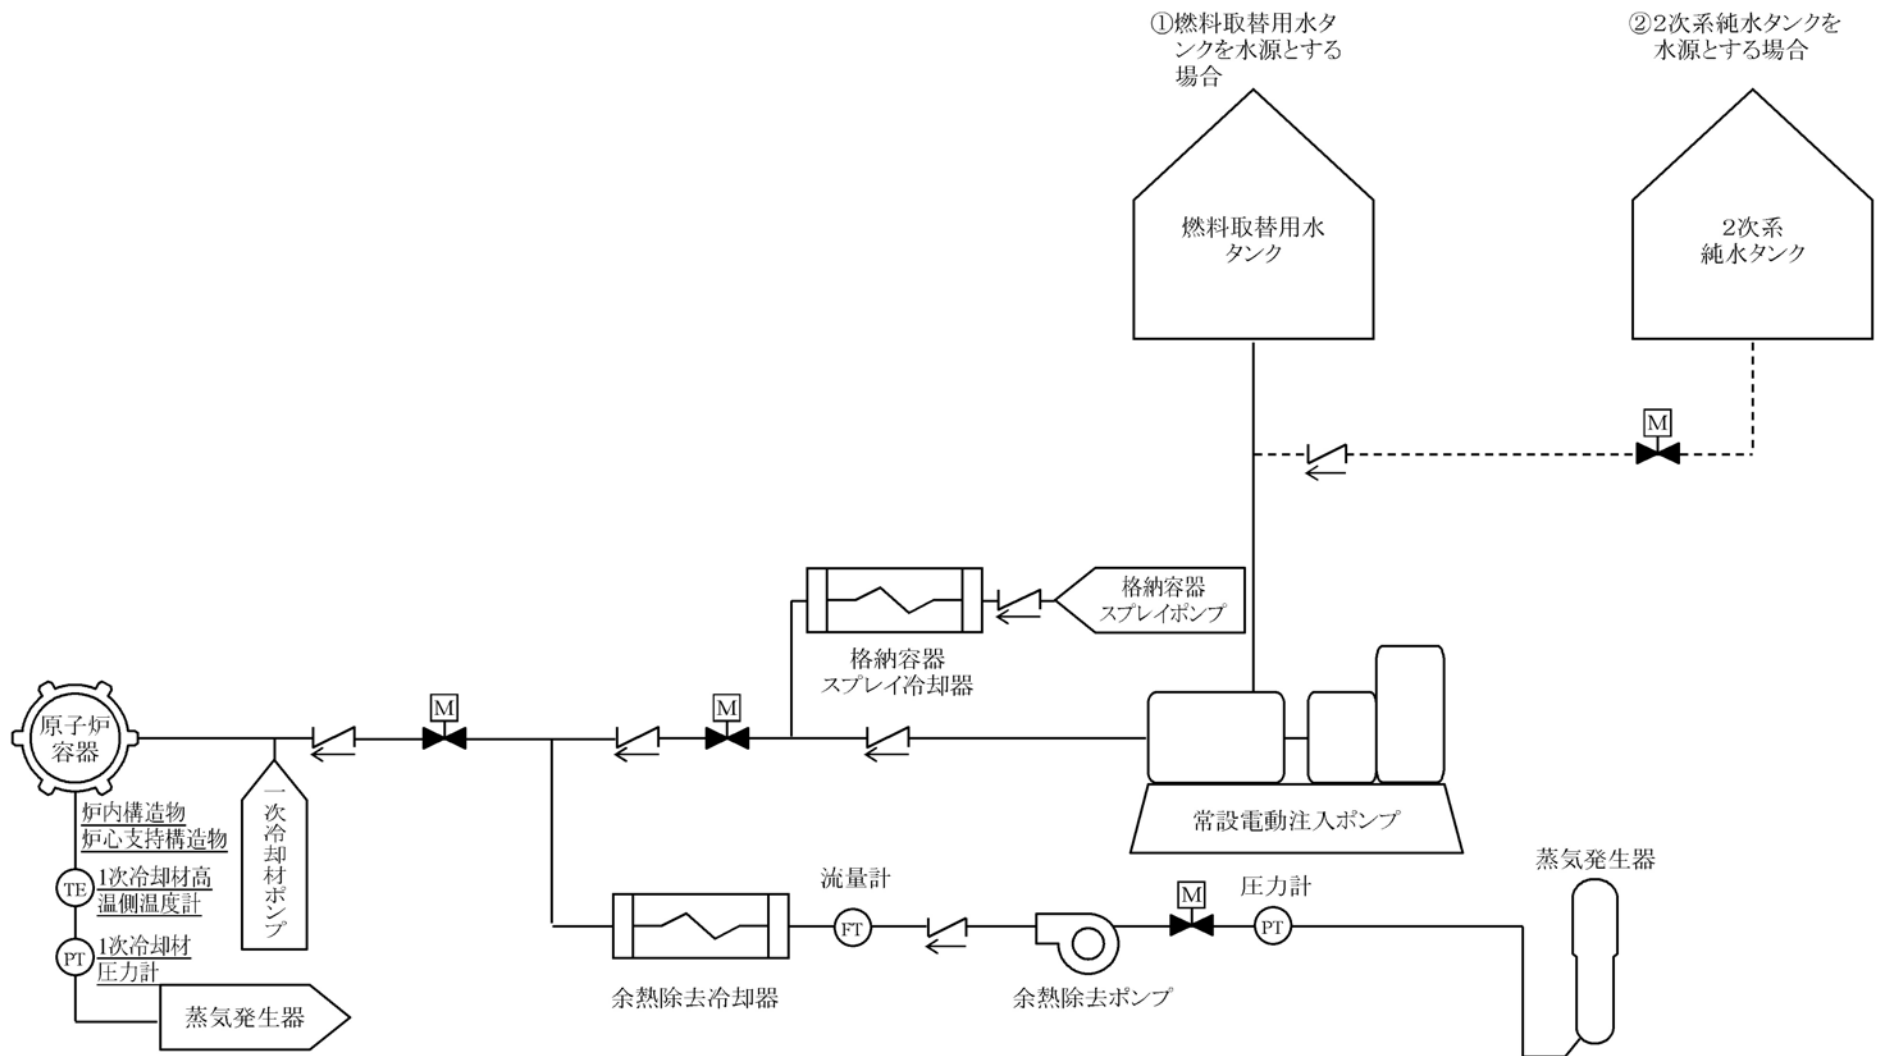 ①燃料取替用水タ
ンクを水源とする
場合
②2次系純水タンクを
水源とする場合
燃料取替用水
タンク
2次系
純水タンク
M
格納容器
スプレイポンプ
格納容器
スプレイ冷却器
M
M
原子炉
容器
一次冷却材ポンプ
炉内構造物
炉心支持構造物
常設電動注入ポンプ
TE
1次冷却材高
温側温度計
PT
1次冷却材
圧力計
蒸気発生器
流量計
FT
M
圧力計
PT
蒸気発生器
余熱除去冷却器
余熱除去ポンプ